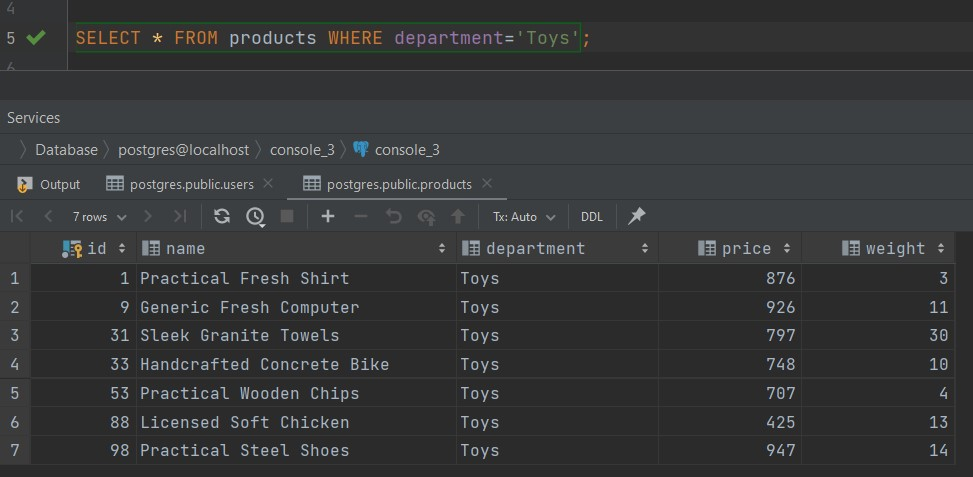 4
5 SELECT * FROM products WHERE department='Toys';
6
Services
Database postgres@localhost console_3 console_3
Output postgres.public.users postgres.public.products
7 rows Tx: Auto DDL
id name department price weight
1 1 Practical Fresh Shirt Toys 876 3
2 9 Generic Fresh Computer Toys 926 11
3 31 Sleek Granite Towels Toys 797 30
4 33 Handcrafted Concrete Bike Toys 748 10
5 53 Practical Wooden Chips Toys 707 4
6 88 Licensed Soft Chicken Toys 425 13
7 98 Practical Steel Shoes Toys 947 14